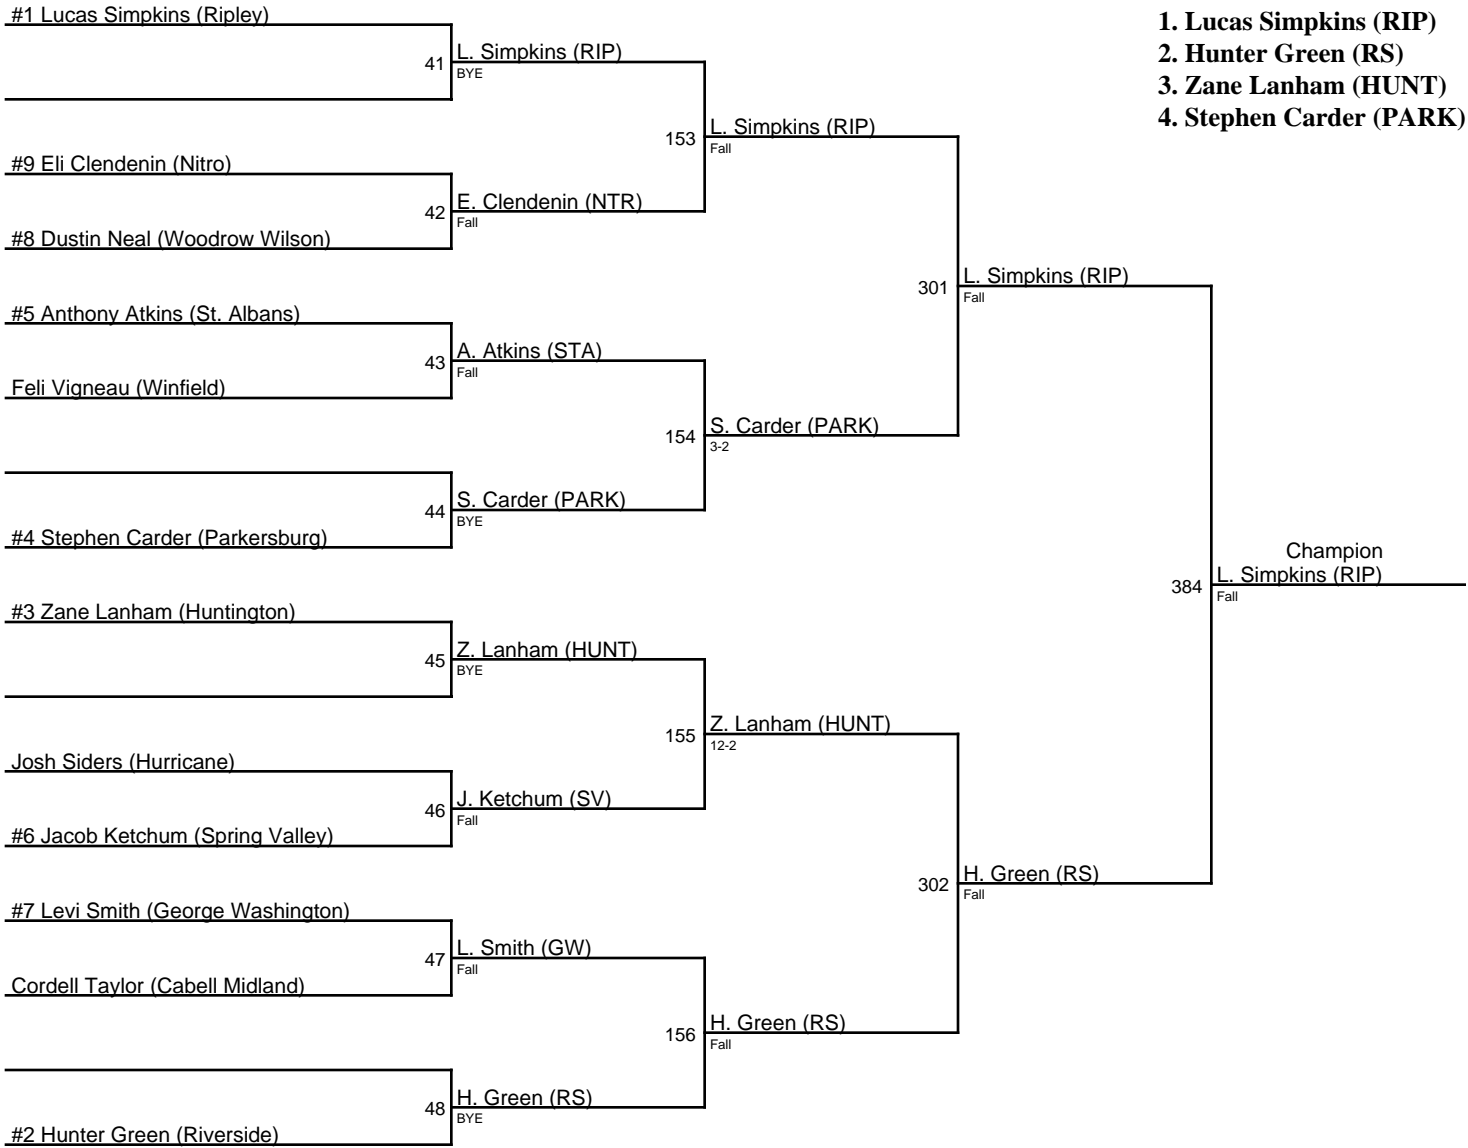 #1 Lucas Simpkins (Ripley)
41
L. Simpkins (RIP)
BYE
153
L. Simpkins (RIP)
Fall
#9 Eli Clendenin (Nitro)
42
E. Clendenin (NTR)
Fall
#8 Dustin Neal (Woodrow Wilson)
301
L. Simpkins (RIP)
Fall
#5 Anthony Atkins (St. Albans)
43
A. Atkins (STA)
Fall
Feli Vigneau (Winfield)
154
S. Carder (PARK)
3-2
44
S. Carder (PARK)
BYE
#4 Stephen Carder (Parkersburg)
384
Champion
L. Simpkins (RIP)
Fall
#3 Zane Lanham (Huntington)
45
Z. Lanham (HUNT)
BYE
155
Z. Lanham (HUNT)
12-2
Josh Siders (Hurricane)
46
J. Ketchum (SV)
Fall
#6 Jacob Ketchum (Spring Valley)
302
H. Green (RS)
Fall
#7 Levi Smith (George Washington)
47
L. Smith (GW)
Fall
Cordell Taylor (Cabell Midland)
156
H. Green (RS)
Fall
48
H. Green (RS)
BYE
#2 Hunter Green (Riverside)
1. Lucas Simpkins (RIP)
2. Hunter Green (RS)
3. Zane Lanham (HUNT)
4. Stephen Carder (PARK)